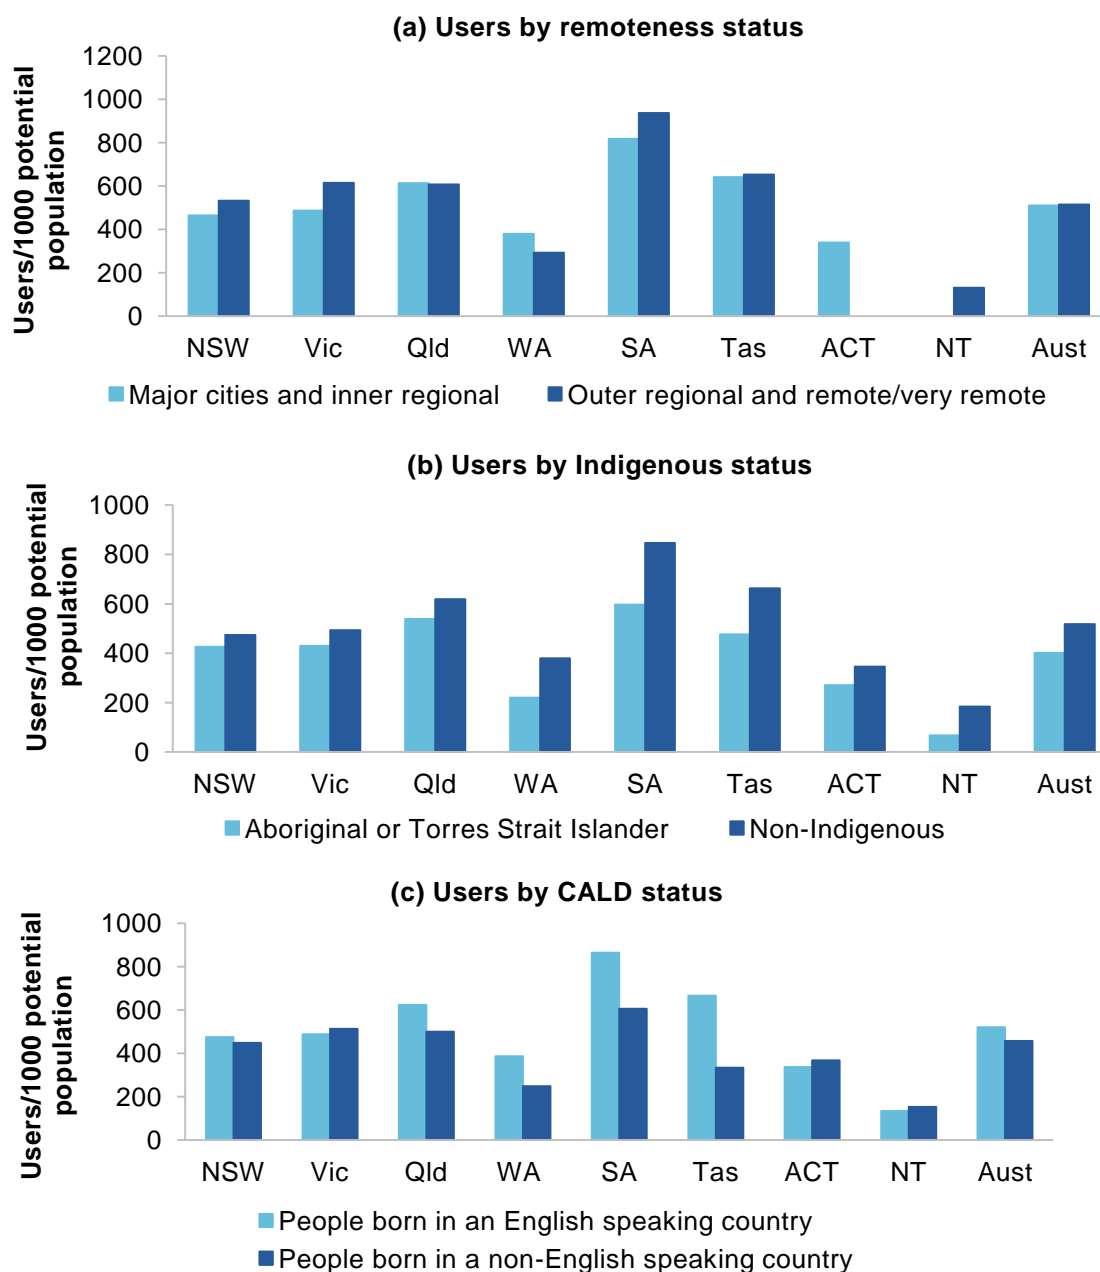 (a) Users by remoteness status
Users/1000 potential
population
1200
1000
800
600
400
200
0
NSW Vic Qld WA SA Tas ACT NT Aust
Major cities and inner regional Outer regional and remote/very remote
(b) Users by Indigenous status
Users/1000 potential
population
1000
800
600
400
200
0
NSW Vic Qld WA SA Tas ACT NT Aust
Aboriginal or Torres Strait Islander Non-Indigenous
(c) Users by CALD status
Users/1000 potential
population
1000
800
600
400
200
0
NSW Vic Qld WA SA Tas ACT NT Aust
People born in an English speaking country
People born in a non-English speaking country